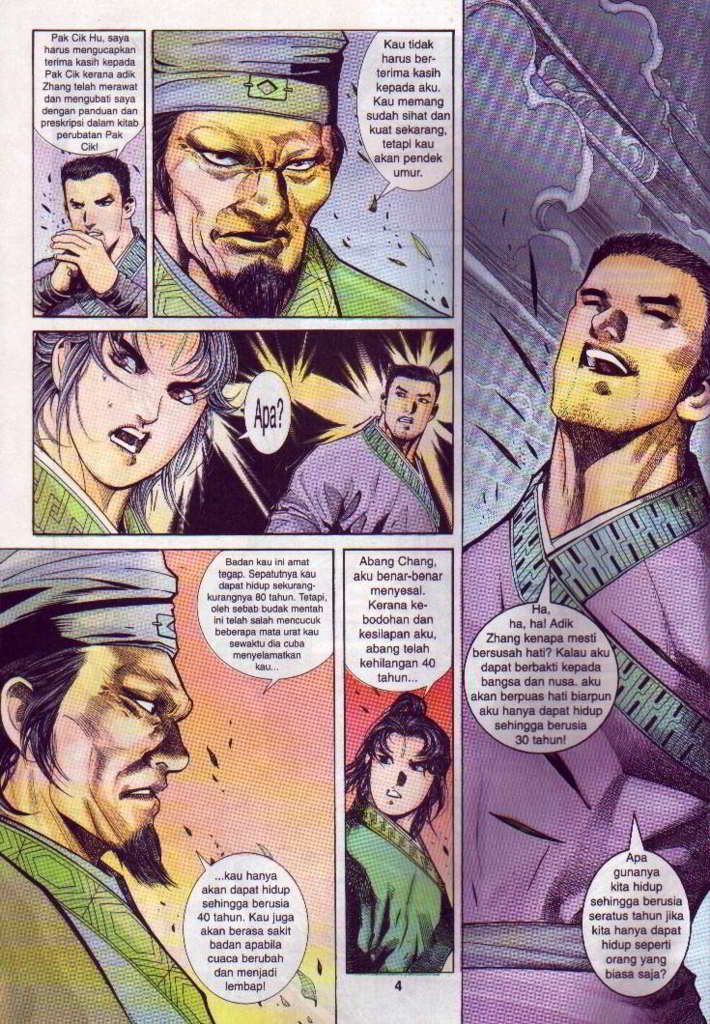 Pak Cik Hu, saya
harus mengucapkan
terima kasih kepada
Pak Cik kerana adik
Zhang telah merawat
dan mengubati saya
dengan panduan dan
preskripsi dalam kitab
perubatan Pak
Cik!
Kau tidak
harus ber-
terima kasih
kepada aku.
Kau memang
sudah sihat dan
kuat sekarang,
tetapi kau
akan pendek
umur.
Apa?
Badan kau ini amat
tegap. Sepatutnya kau
dapat hidup sekurang-
kurangnya 80 tahun. Tetapi,
oleh sebab budak mentah
ini telah salah mencucuk
beberapa mata urat kau
sewaktu dia cuba
menyelamatkan
kau...
...kau hanya
akan dapat hidup
sehingga berusia
40 tahun. Kau juga
akan berasa sakit
badan apabila
cuaca berubah
dan menjadi
lembap!
Abang Chang,
aku benar-benar
menyesal.
Kerana ke-
bodohan dan
kesilapan aku,
abang telah
kehilangan 40
tahun...
Ha,
ha, ha! Adik
Zhang kenapa mesti
bersusah hati? Kalau aku
dapat berbakti kepada
bangsa dan nusa. aku
akan berpuas hati biarpun
aku hanya dapat hidup
sehingga berusia
30 tahun!
Apa
gunanya
kita hidup
sehingga berusia
seratus tahun jika
kita hanya dapat
hidup seperti
orang yang
biasa saja?
4